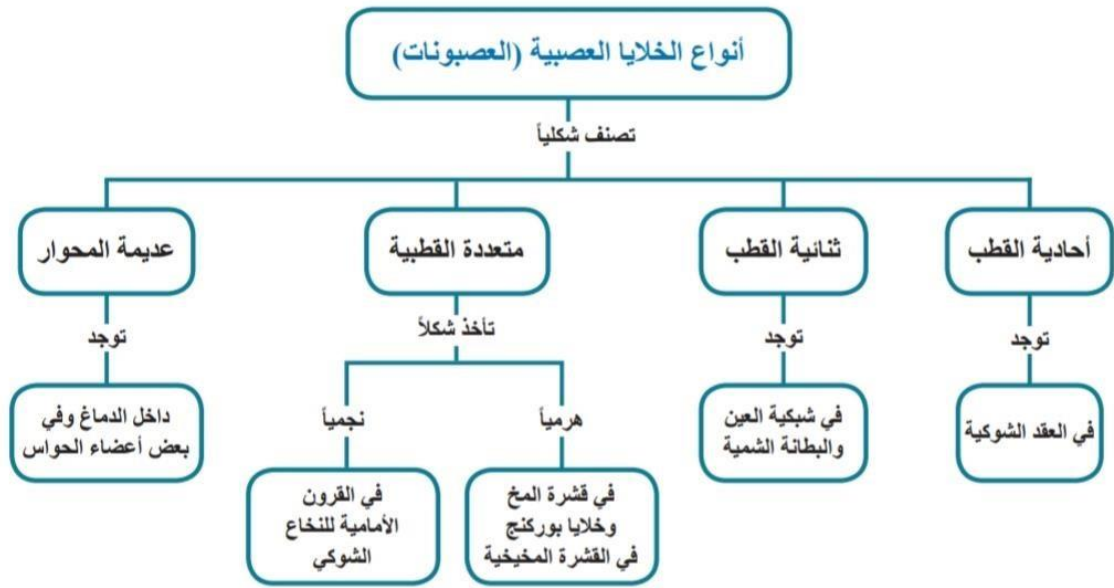 أنواع الخلايا العصبية (العصبونات)
تصنف شكلياً
أحادية القطب
ثنائية القطب
متعددة القطبية
عديمة المحوار
توجد
توجد
تأخذ شكلاً
توجد
في العقد الشوكية
في شبكية العين
والبطانة الشمية
هرمياً
نجمياً
داخل الدماغ وفي
بعض أعضاء الحواس
في قشرة المخ
وخلايا بوركنج
في القشرة المخيخية
في القرون
الأمامية للنخاع
الشوكي